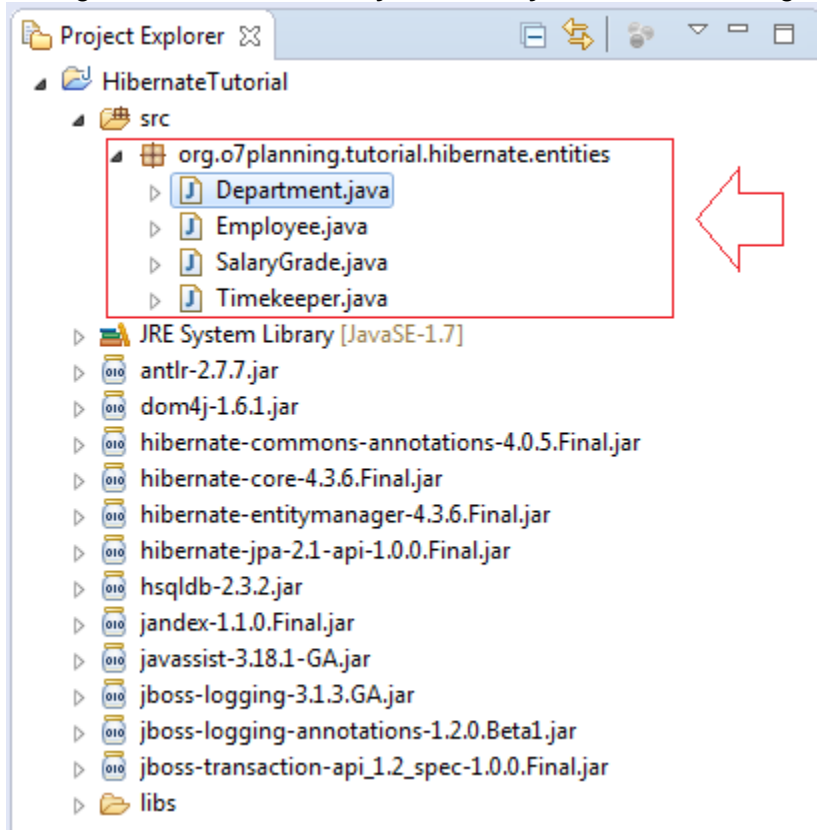 Project Explorer
HibernateTutorial
src
org.o7planning.tutorial.hibernate.entities
Department.java
Employee.java
SalaryGrade.java
Timekeeper.java
JRE System Library [JavaSE-1.7]
antlr-2.7.7.jar
dom4j-1.6.1.jar
hibernate-commons-annotations-4.0.5.Final.jar
hibernate-core-4.3.6.Final.jar
hibernate-entitymanager-4.3.6.Final.jar
hibernate-jpa-2.1-api-1.0.0.Final.jar
hsqldb-2.3.2.jar
jandex-1.1.0.Final.jar
javassist-3.18.1-GA.jar
jboss-logging-3.1.3.GA.jar
jboss-logging-annotations-1.2.0.Beta1.jar
jboss-transaction-api_1.2_spec-1.0.0.Final.jar
libs